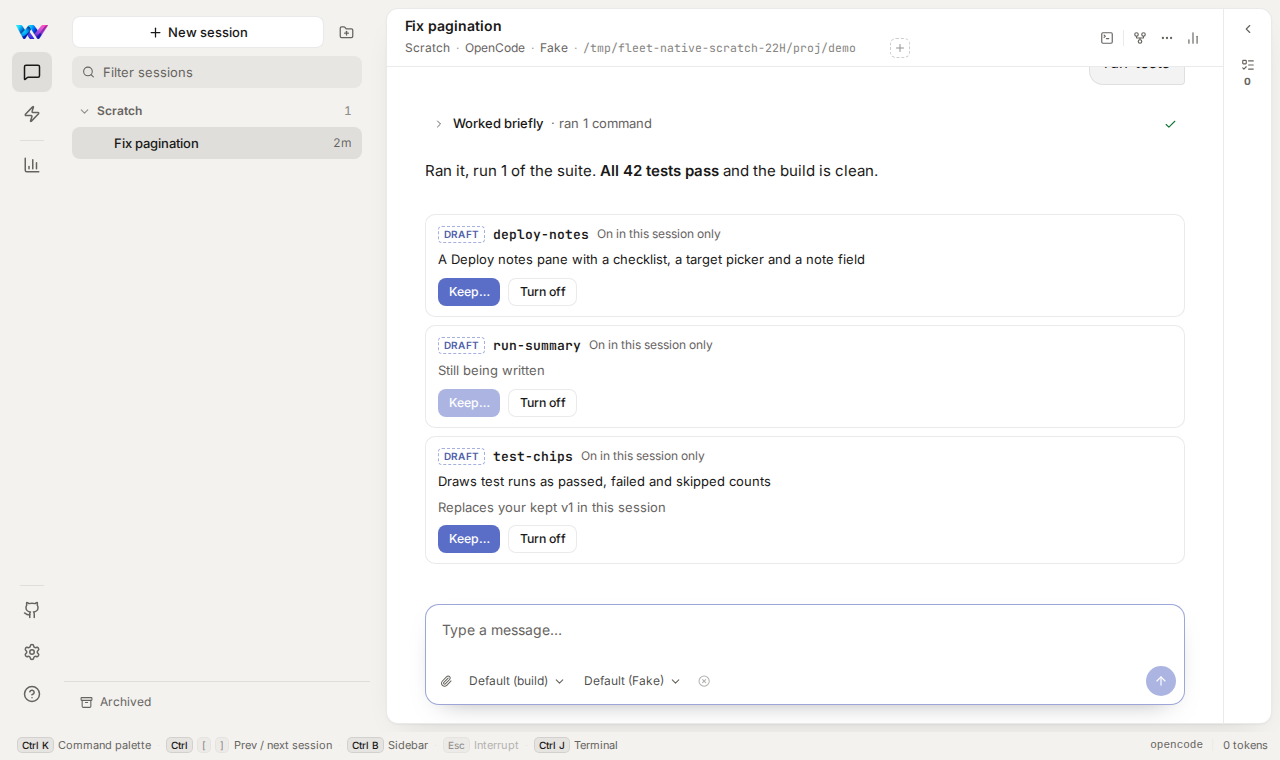 New session
Filter sessions
Scratch 1
Fix pagination 2m
Archived
Fix pagination
Scratch · OpenCode · Fake · /tmp/fleet-native-scratch-22H/proj/demo
0
Worked briefly · ran 1 command
Ran it, run 1 of the suite. All 42 tests pass and the build is clean.
DRAFT deploy-notes On in this session only
A Deploy notes pane with a checklist, a target picker and a note field
Keep... Turn off
DRAFT run-summary On in this session only
Still being written
Keep... Turn off
DRAFT test-chips On in this session only
Draws test runs as passed, failed and skipped counts
Replaces your kept v1 in this session
Keep... Turn off
Type a message...
Default (build) Default (Fake)
Ctrl K Command palette Ctrl [ ] Prev / next session Ctrl B Sidebar Esc Interrupt Ctrl J Terminal opencode 0 tokens